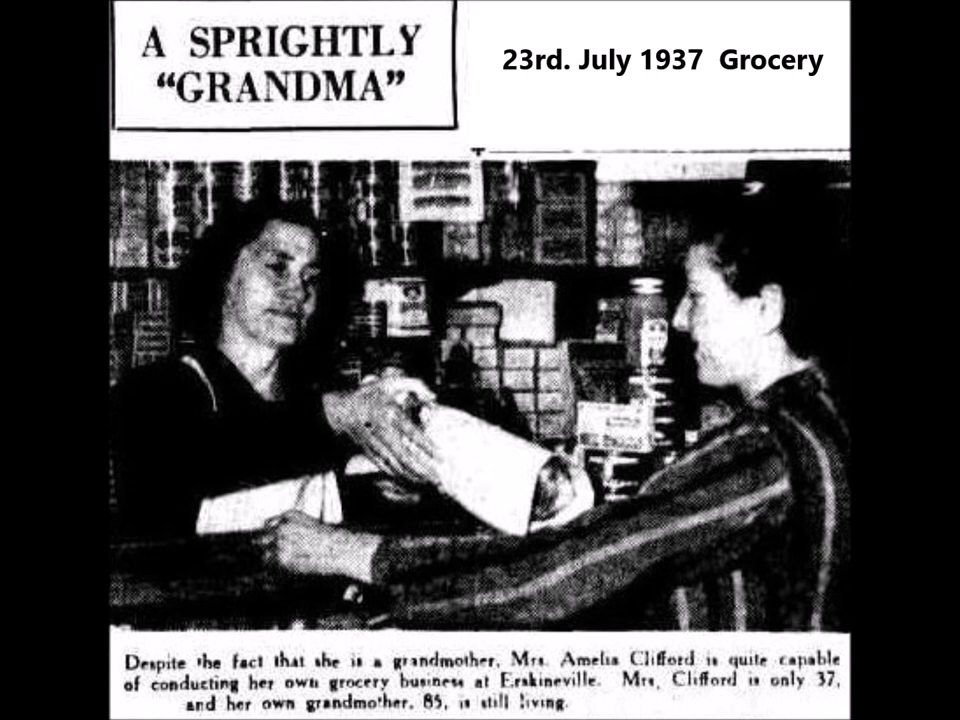 A SPRIGHTLY
“GRANDMA”
23rd. July 1937 Grocery
Despite the fact that she is a grandmother, Mrs. Amelia Clifford is quite capable
of conducting her own grocery business at Erskineville. Mrs. Clifford is only 37,
and her own grandmother, 85, is still living.